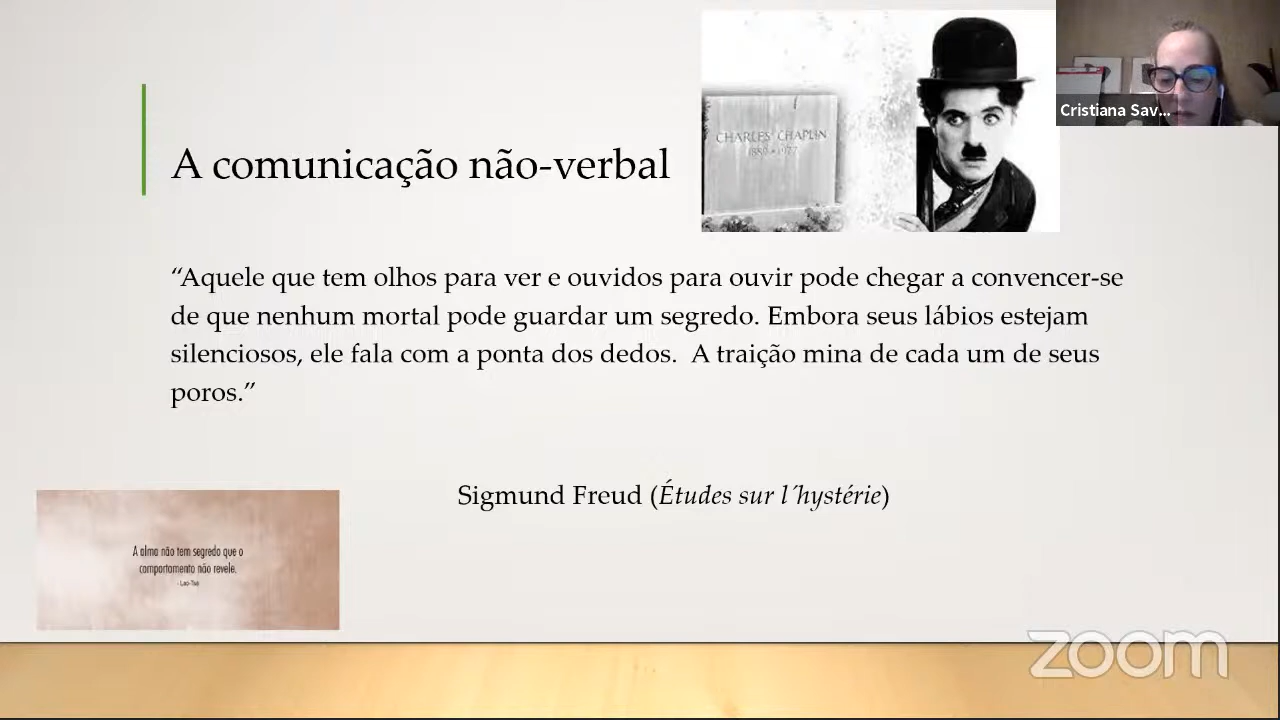 A comunicação não-verbal
CHARLES CHAPLIN
1889 • 1977
Cristiana Sav...
“Aquele que tem olhos para ver e ouvidos para ouvir pode chegar a convencer-se
de que nenhum mortal pode guardar um segredo. Embora seus lábios estejam
silenciosos, ele fala com a ponta dos dedos.  A traição mina de cada um de seus
poros.”
Sigmund Freud (Études sur l´hystérie)
A alma não tem segredo que o
comportamento não revele.
- Lao-Tsé
zoom